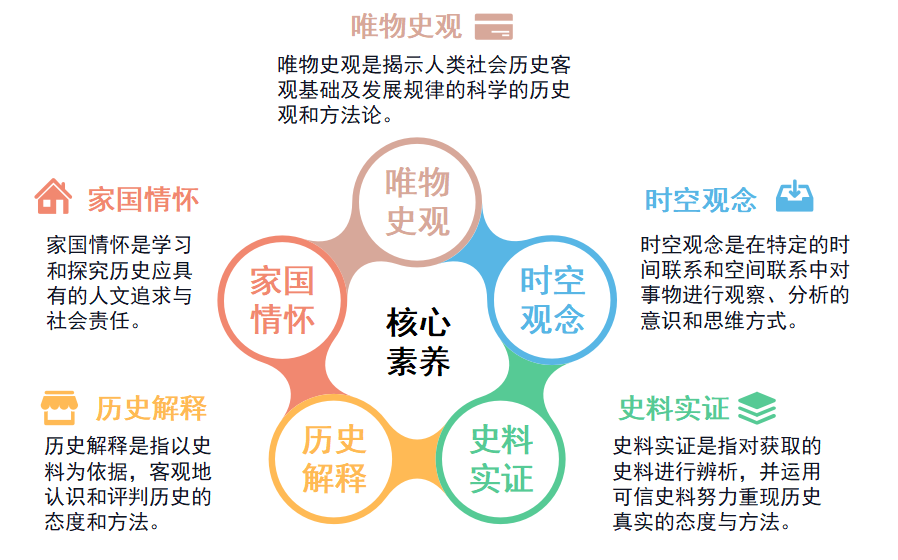 唯物史观
唯物史观是揭示人类社会历史客
观基础及发展规律的科学的历史
观和方法论。
唯物
史观
家国情怀
家国情怀是学习
和探究历史应具
有的人文追求与
社会责任。
家国
情怀
时空观念
时空观念是在特定的时
间联系和空间联系中对
事物进行观察、分析的
意识和思维方式。
时空
观念
核心
素养
历史解释
历史解释是指以史
料为依据，客观地
认识和评判历史的
态度和方法。
历史
解释
史料实证
史料实证是指对获取的
史料进行辨析，并运用
可信史料努力重现历史
真实的态度与方法。
史料
实证